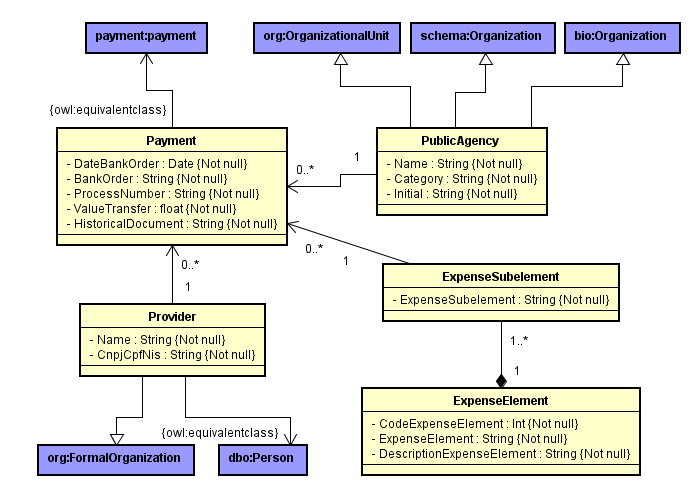 payment:payment
org:OrganizationalUnit
schema:Organization
bio:Organization
{owl:equivalentclass}
Payment
- DateBankOrder : Date {Not null}
- BankOrder : String {Not null}
- ProcessNumber : String {Not null}
- ValueTransfer : float {Not null}
- HistoricalDocument : String {Not null}
PublicAgency
- Name : String {Not null}
- Category : String {Not null}
- Initial : String {Not null}
1
0..*
0..*
1
0..*
1
ExpenseSubelement
- ExpenseSubelement : String {Not null}
Provider
- Name : String {Not null}
- CnpjCpfNis : String {Not null}
1..*
1
ExpenseElement
- CodeExpenseElement : Int {Not null}
- ExpenseElement : String {Not null}
- DescriptionExpenseElement : String {Not null}
{owl:equivalentclass}
org:FormalOrganization
dbo:Person